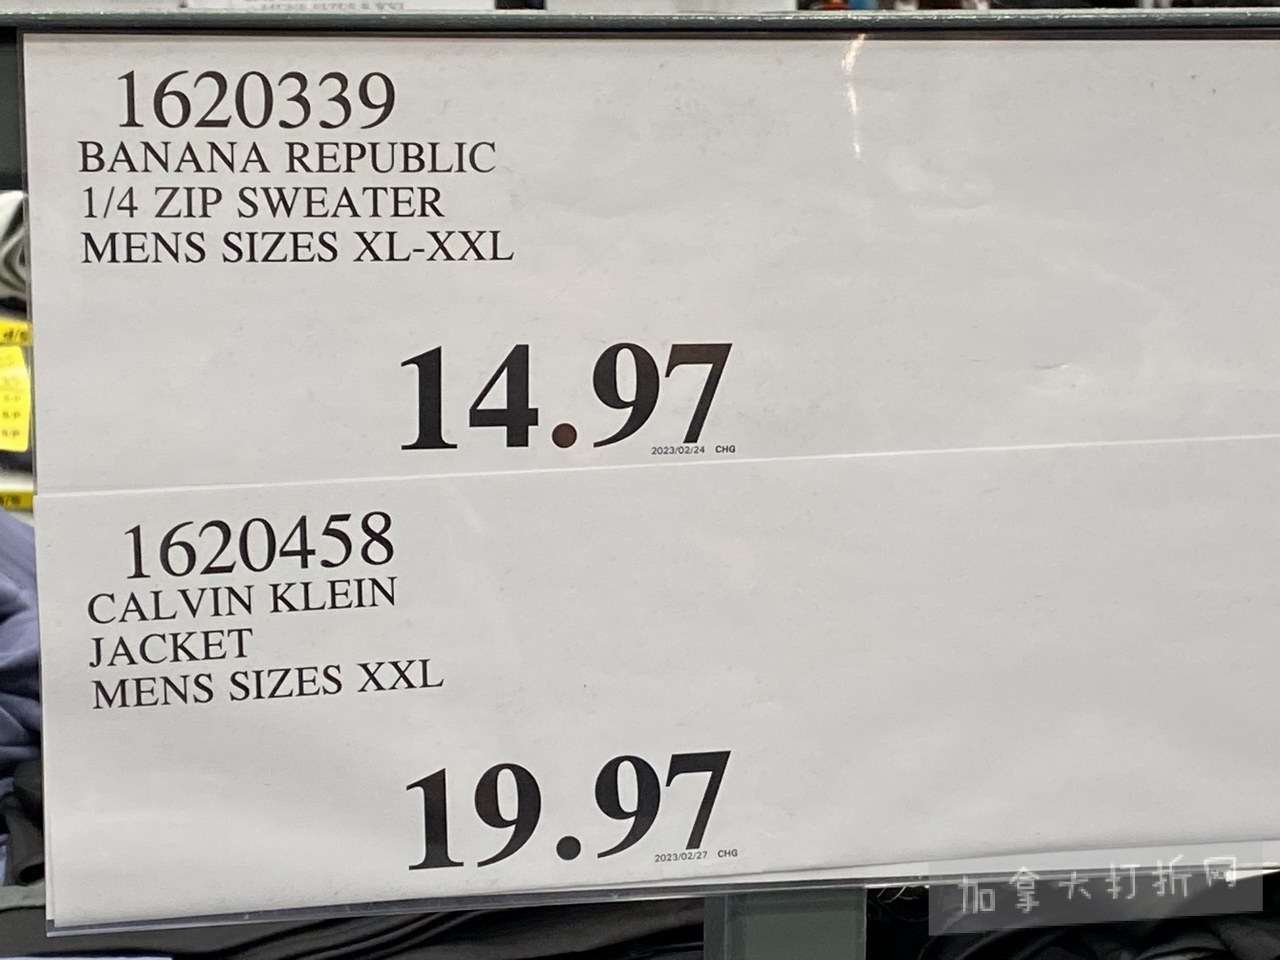 1620339
BANANA REPUBLIC
1/4 ZIP SWEATER
MENS SIZES XL-XXL
14.97
2023/02/24 CHG
1620458
CALVIN KLEIN
JACKET
MENS SIZES XXL
19.97
2023/02/27 CHG
加拿大打折网